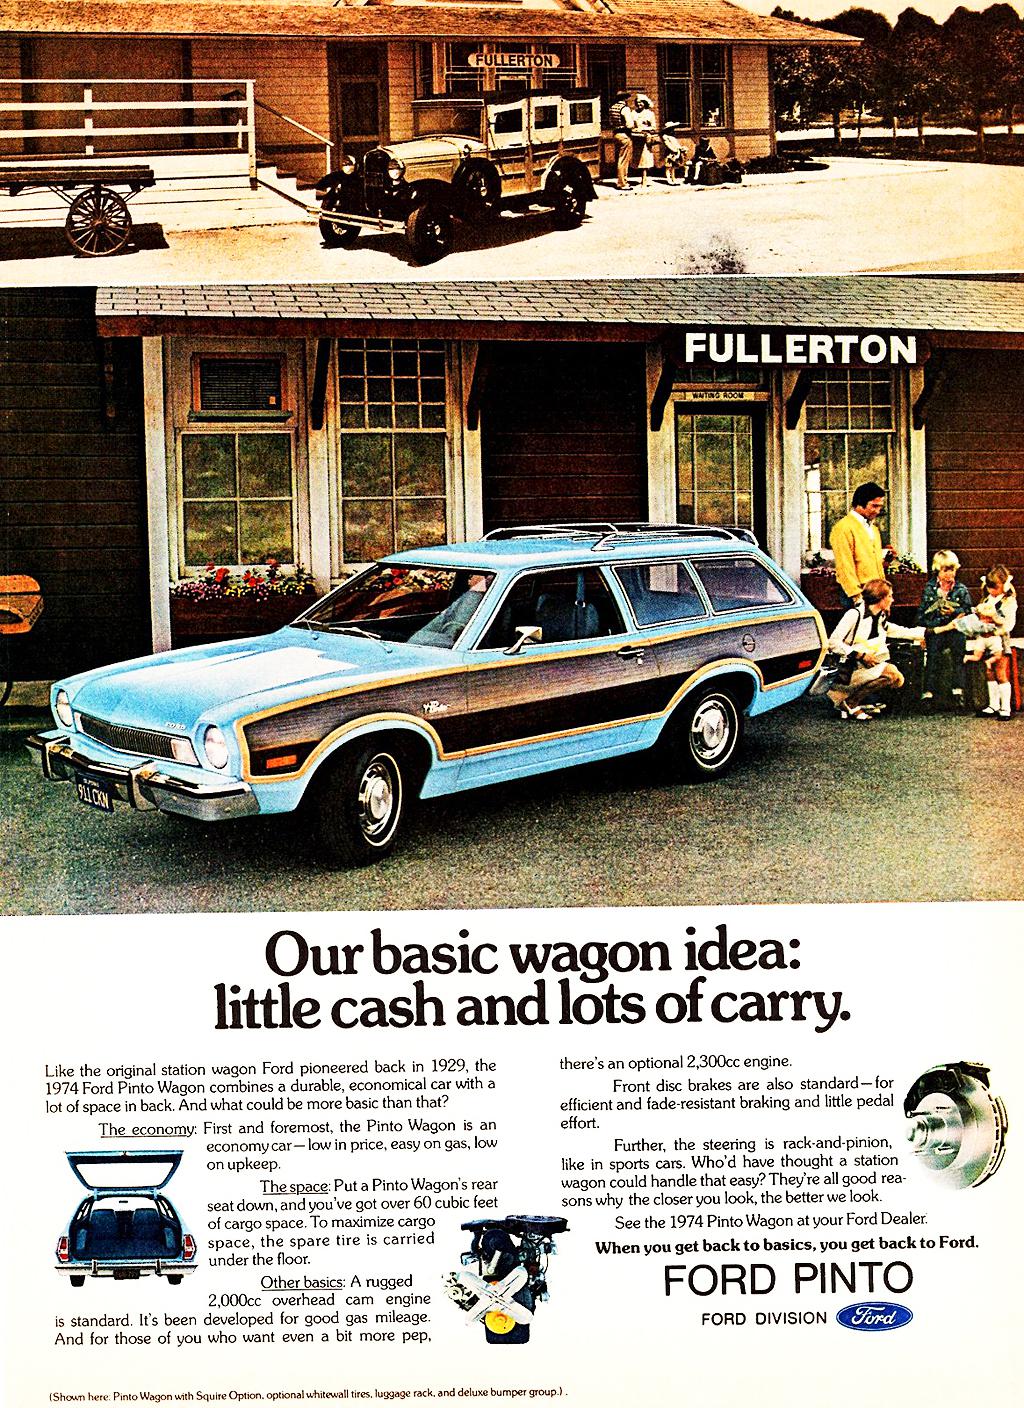 FULLERTON
FULLERTON
WAITING ROOM
911 CKN
Our basic wagon idea:
little cash and lots of carry.
Like the original station wagon Ford pioneered back in 1929, the
1974 Ford Pinto Wagon combines a durable, economical car with a
lot of space in back. And what could be more basic than that?
The economy: First and foremost, the Pinto Wagon is an
economy car—low in price, easy on gas, low
on upkeep.
The space: Put a Pinto Wagon's rear
seat down, and you've got over 60 cubic feet
of cargo space. To maximize cargo
space, the spare tire is carried
under the floor.
Other basics: A rugged
2,000cc overhead cam engine
is standard. It's been developed for good gas mileage.
And for those of you who want even a bit more pep,
there's an optional 2,300cc engine.
Front disc brakes are also standard—for
efficient and fade-resistant braking and little pedal
effort.
Further, the steering is rack-and-pinion,
like in sports cars. Who'd have thought a station
wagon could handle that easy? They're all good rea-
sons why the closer you look, the better we look.
See the 1974 Pinto Wagon at your Ford Dealer.
When you get back to basics, you get back to Ford.
FORD PINTO
FORD DIVISION Ford
(Shown here: Pinto Wagon with Squire Option, optional whitewall tires, luggage rack, and deluxe bumper group.) .